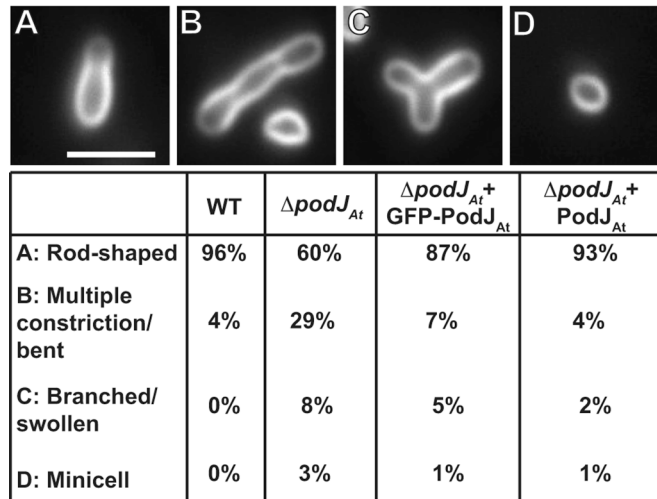 A B C D
WT ΔpodJAt ΔpodJAt+ ΔpodJAt+
GFP-PodJAt PodJAt
A: Rod-shaped 96% 60% 87% 93%
B: Multiple
constriction/ 4% 29% 7% 4%
bent
C: Branched/ 0% 8% 5% 2%
swollen
D: Minicell 0% 3% 1% 1%